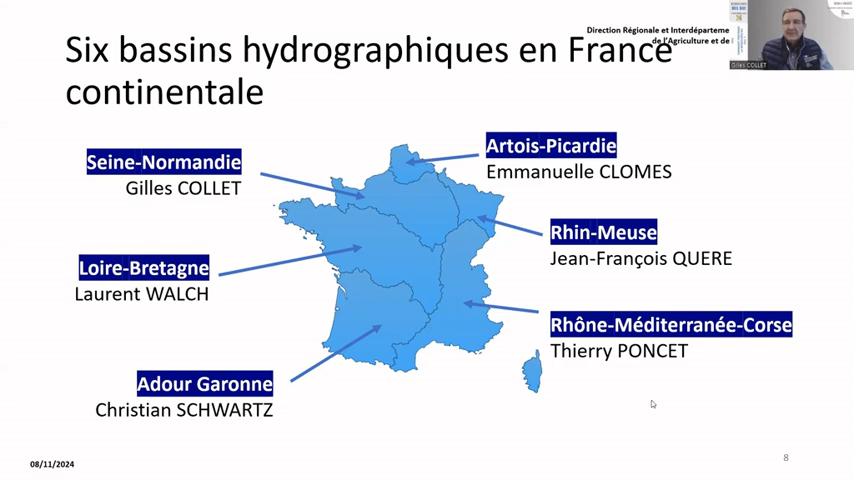 Direction Régionale et Interdéparteme
de l'Agriculture et de
Six bassins hydrographiques en France
continentale
Gilles COLLET
Artois-Picardie
Emmanuelle CLOMES
Seine-Normandie
Gilles COLLET
Rhin-Meuse
Jean-François QUERE
Loire-Bretagne
Laurent WALCH
Rhône-Méditerranée-Corse
Thierry PONCET
Adour Garonne
Christian SCHWARTZ
08/11/2024
8